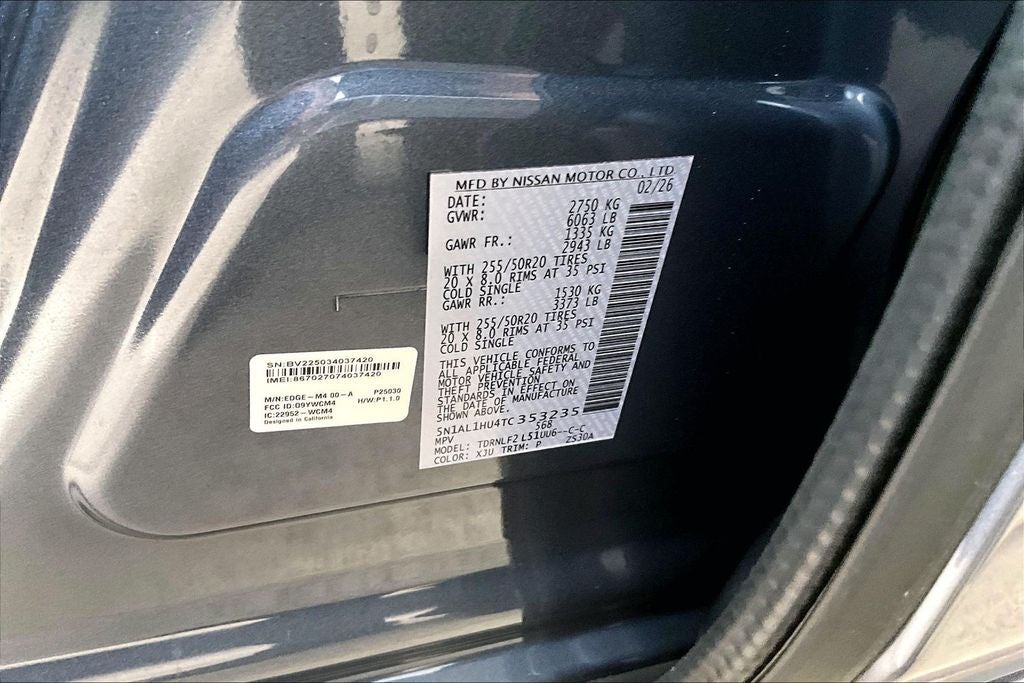 MFD BY NISSAN MOTOR CO., LTD.
DATE: 02/26
GVWR: 2750 KG
6063 LB
GAWR FR.: 1335 KG
2943 LB
WITH 255/50R20 TIRES
20 X 8.0 RIMS AT 35 PSI
COLD SINGLE
GAWR RR.: 1530 KG
3373 LB
WITH 255/50R20 TIRES
20 X 8.0 RIMS AT 35 PSI
COLD SINGLE
THIS VEHICLE CONFORMS TO
ALL APPLICABLE FEDERAL
MOTOR VEHICLE SAFETY AND
THEFT PREVENTION
STANDARDS IN EFFECT ON
THE DATE OF MANUFACTURE
SHOWN ABOVE.
5N1AL1HU4TC353235
MPV 568
MODEL: TDRNLF2 L51UU6--C-C
COLOR: XJU TRIM: P ZS30A
SN:BV225034037420
IMEI:867027074037420
M/N:EDGE-M4 00-A P25030
FCC ID:O9YWCM4 H/W:P1.1.0
IC:22952-WCM4
Designed in California